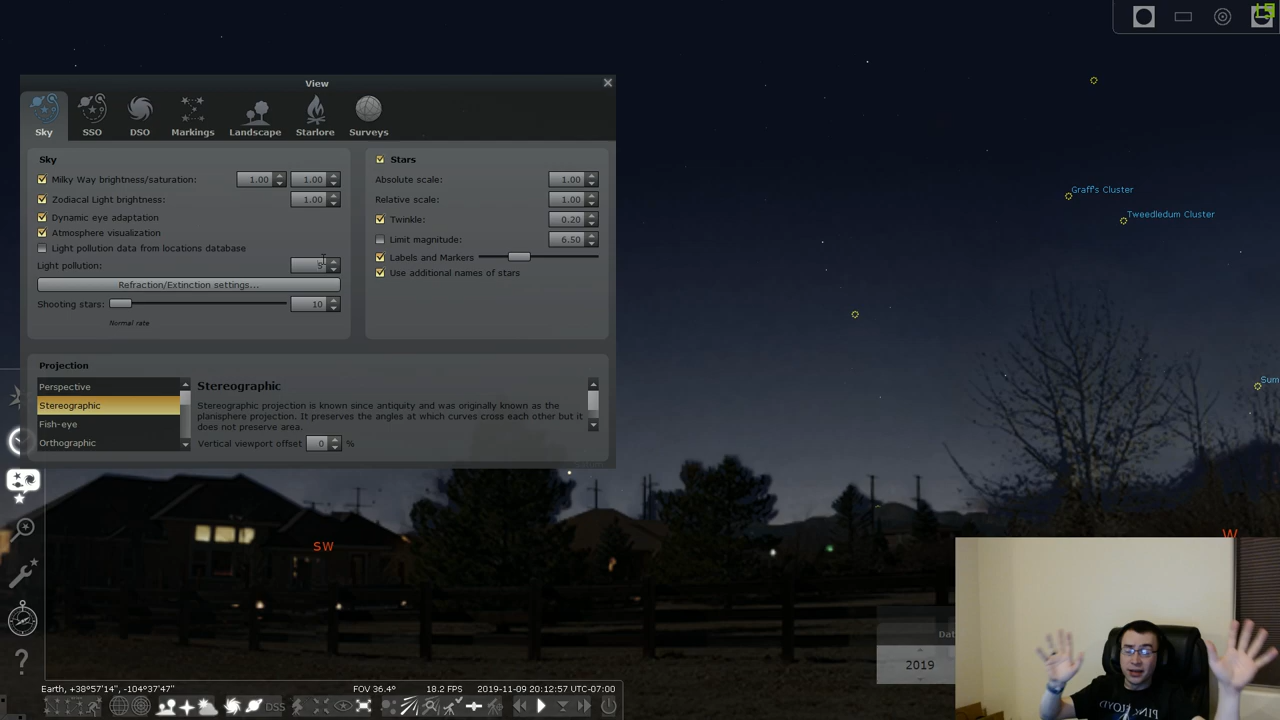 View
Sky
SSO
DSO
Markings
Landscape
Starlore
Surveys
Sky
Milky Way brightness/saturation:
1.00
1.00
Zodiacal Light brightness:
1.00
Dynamic eye adaptation
Atmosphere visualization
Light pollution data from locations database
Light pollution:
5
Refraction/Extinction settings...
Shooting stars:
10
Normal rate
Stars
Absolute scale:
1.00
Relative scale:
1.00
Twinkle:
0.20
Limit magnitude:
6.50
Labels and Markers
Use additional names of stars
Projection
Perspective
Stereographic
Fish-eye
Orthographic
Stereographic
Stereographic projection is known since antiquity and was originally known as the
planisphere projection. It preserves the angles at which curves cross each other but it
does not preserve area.
Vertical viewport offset
0
%
Graff's Cluster
Tweedledum Cluster
Sum
SW
W
Dat
2019
Earth, +38°57'14", -104°37'47"
FOV 36.4°
18.2 FPS
2019-11-09 20:12:57 UTC-07:00
DSS
PINK FLOYD